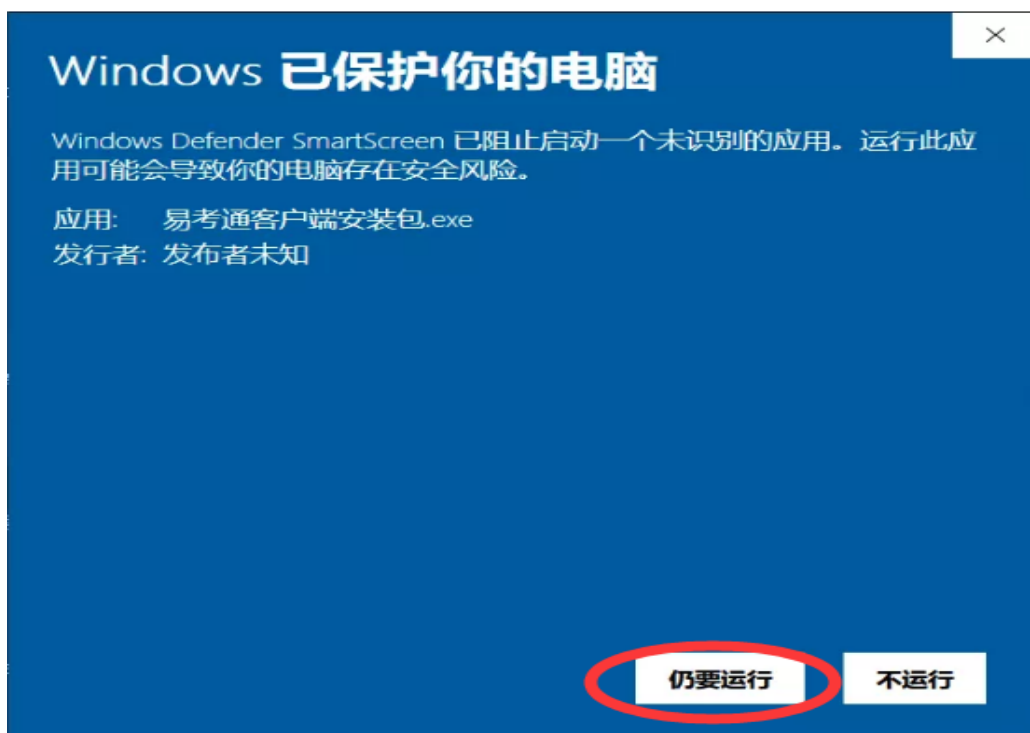 Windows 已保护你的电脑
Windows Defender SmartScreen 已阻止启动一个未识别的应用。运行此应
用可能会导致你的电脑存在安全风险。
应用: 易考通客户端安装包.exe
发行者: 发布者未知
仍要运行 不运行